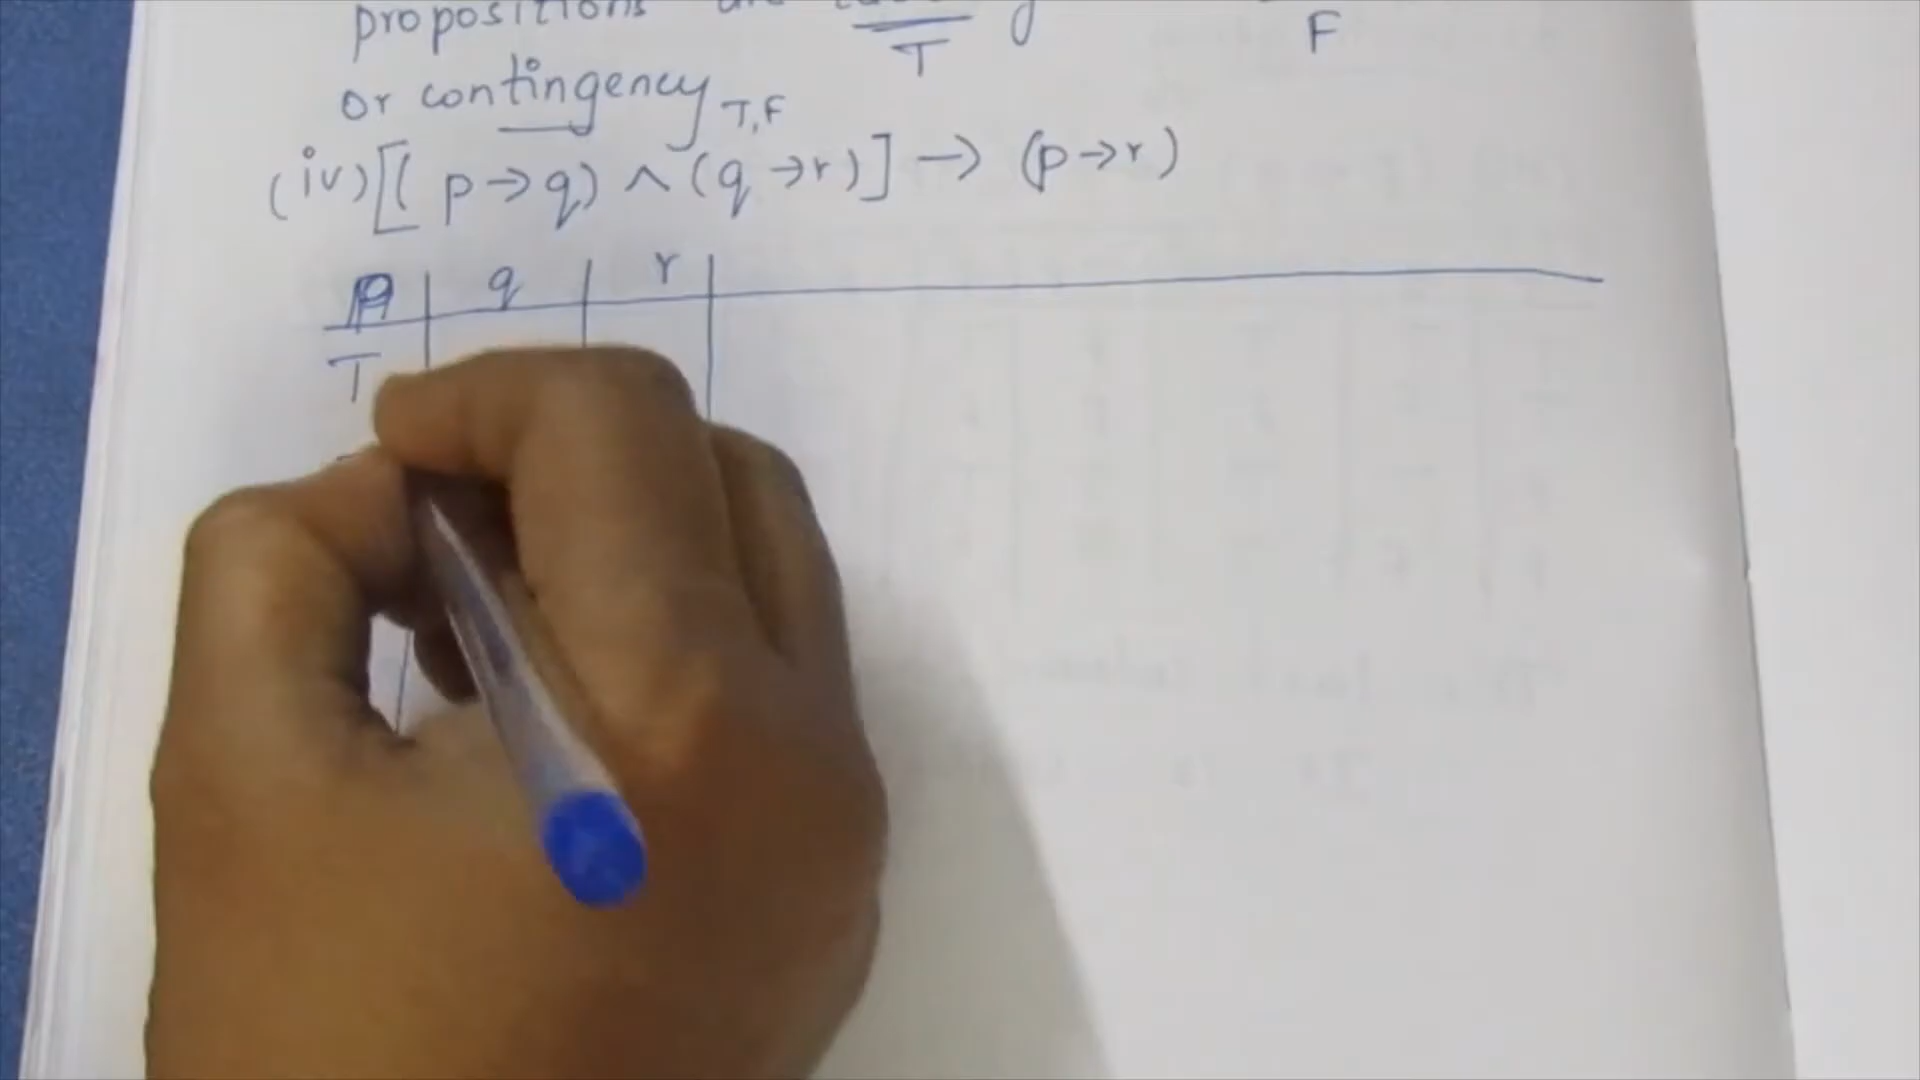 propositions
T
F
or contingency T,F
(iv) [(p→q) ∧ (q→r)] → (p→r)
p q r
T